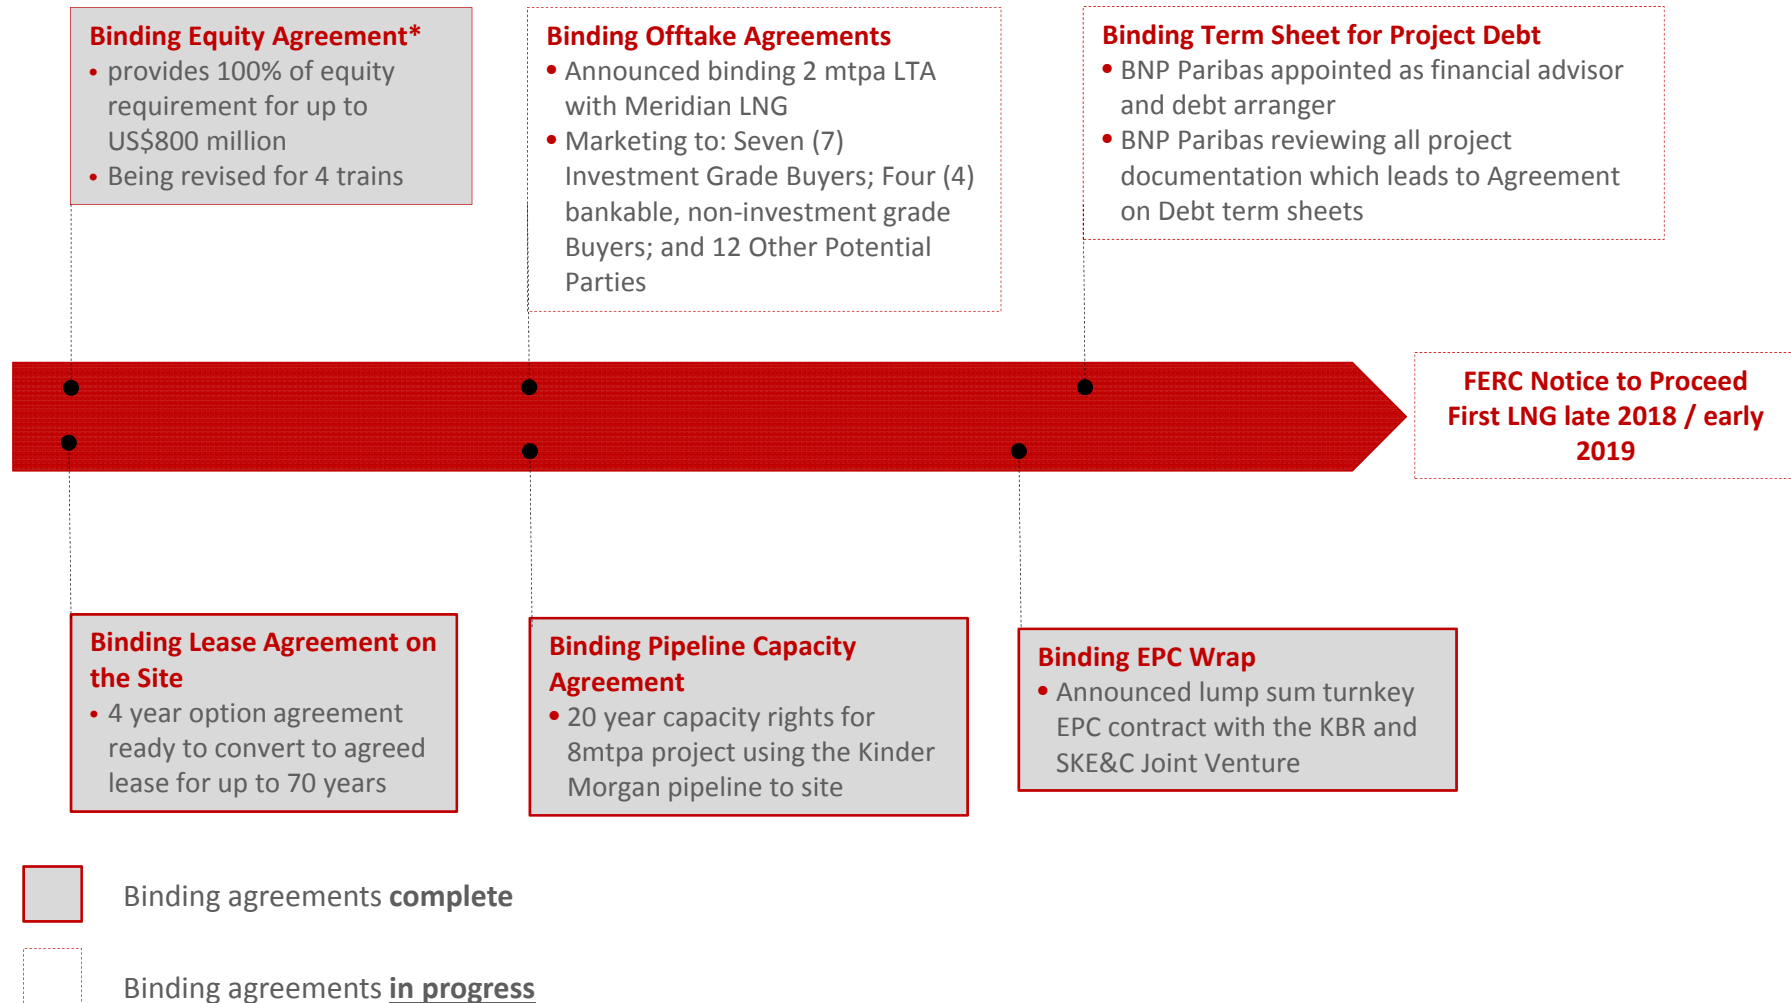 Binding Equity Agreement*
• provides 100% of equity
requirement for up to
US$800 million
• Being revised for 4 trains
Binding Offtake Agreements
• Announced binding 2 mtpa LTA
with Meridian LNG
• Marketing to: Seven (7)
Investment Grade Buyers; Four (4)
bankable, non-investment grade
Buyers; and 12 Other Potential
Parties
Binding Term Sheet for Project Debt
• BNP Paribas appointed as financial advisor
and debt arranger
• BNP Paribas reviewing all project
documentation which leads to Agreement
on Debt term sheets
FERC Notice to Proceed
First LNG late 2018 / early
2019
Binding Lease Agreement on
the Site
• 4 year option agreement
ready to convert to agreed
lease for up to 70 years
Binding Pipeline Capacity
Agreement
• 20 year capacity rights for
8mtpa project using the Kinder
Morgan pipeline to site
Binding EPC Wrap
• Announced lump sum turnkey
EPC contract with the KBR and
SKE&C Joint Venture
Binding agreements complete
Binding agreements in progress